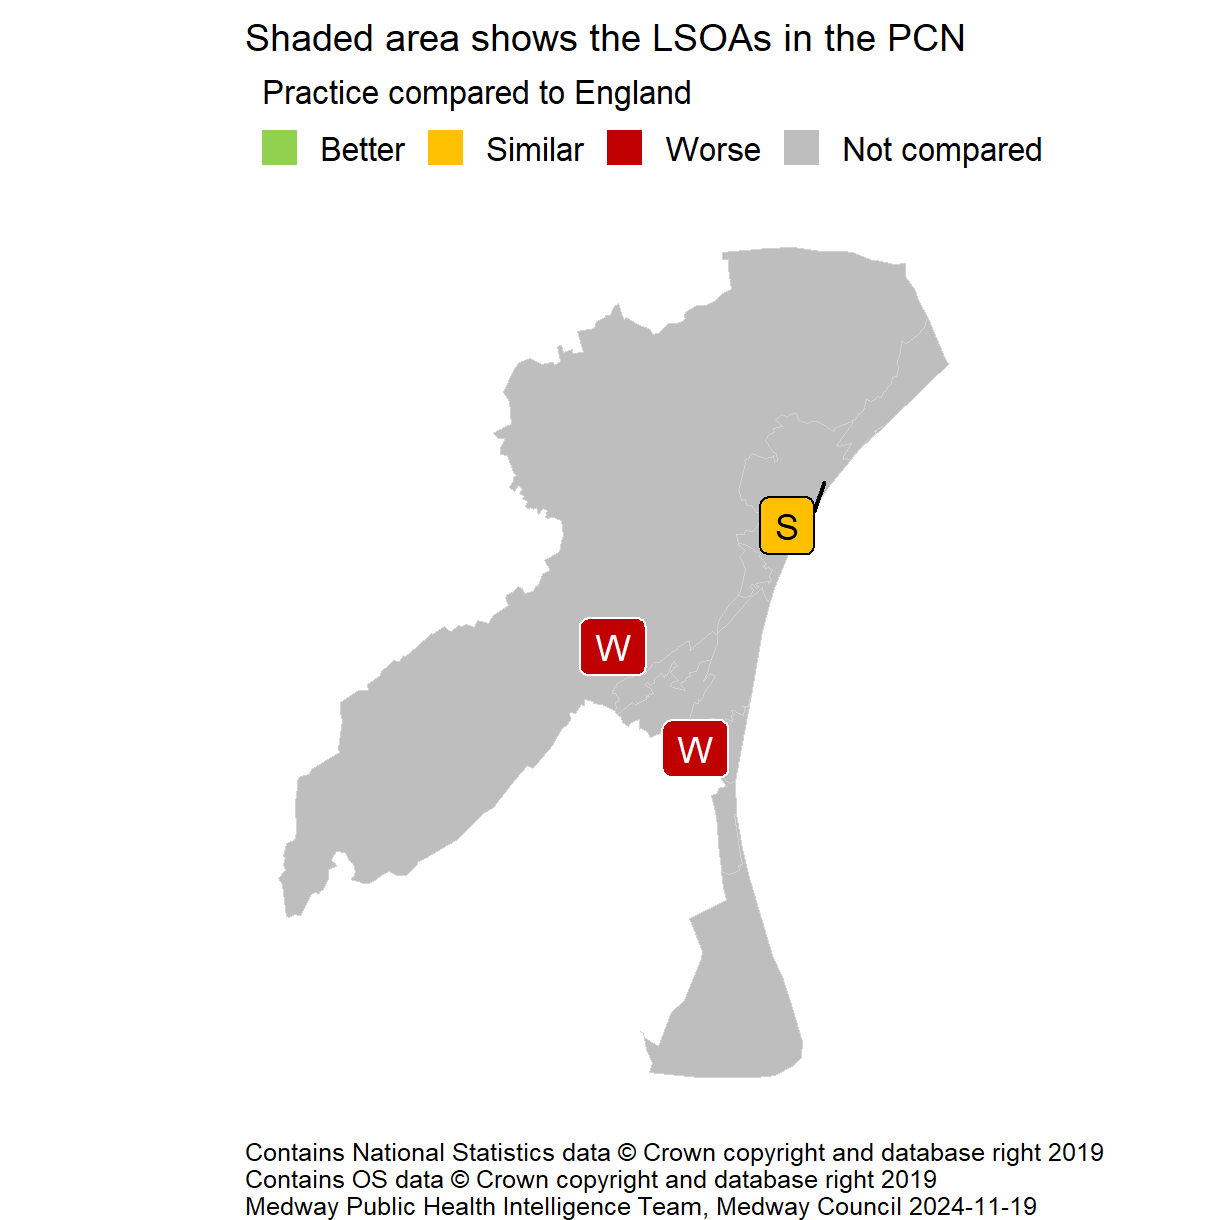 Shaded area shows the LSOAs in the PCN
Practice compared to England
Better Similar Worse Not compared
S
W
W
Contains National Statistics data © Crown copyright and database right 2019
Contains OS data © Crown copyright and database right 2019
Medway Public Health Intelligence Team, Medway Council 2024-11-19